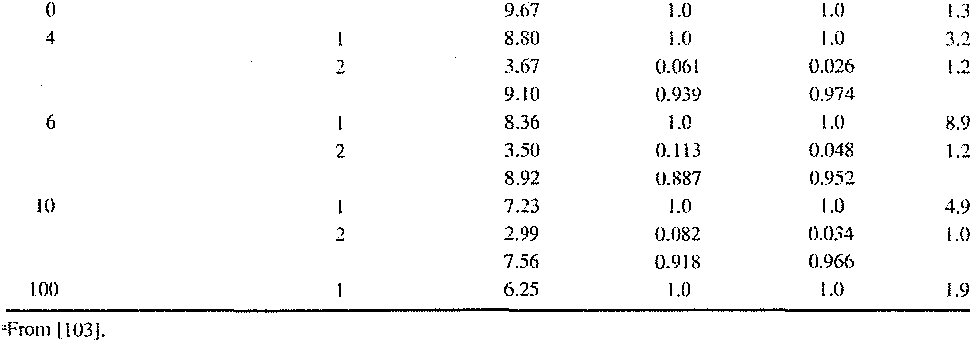 0 9.67 1.0 1.0 1.3
4 1 8.80 1.0 1.0 3.2
2 3.67 0.061 0.026 1.2
9.10 0.939 0.974
6 1 8.36 1.0 1.0 8.9
2 3.50 0.113 0.048 1.2
8.92 0.887 0.952
10 1 7.23 1.0 1.0 4.9
2 2.99 0.082 0.034 1.0
7.56 0.918 0.966
100 1 6.25 1.0 1.0 1.9
ᵃFrom [103].